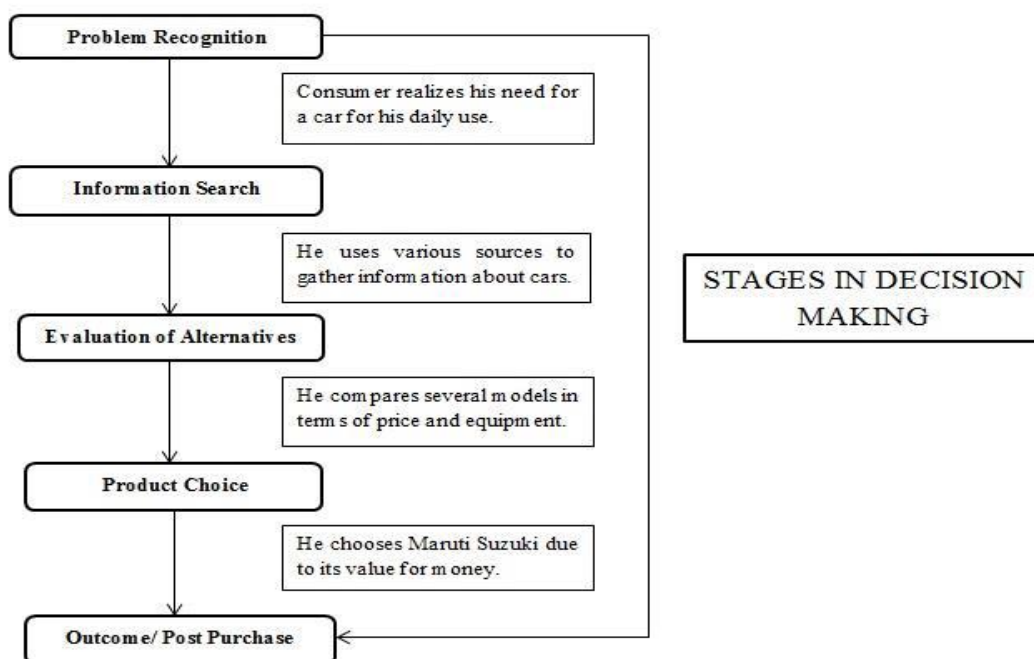 Problem Recognition
Consumer realizes his need for
a car for his daily use.
Information Search
He uses various sources to
gather information about cars.
Evaluation of Alternatives
He compares several models in
terms of price and equipment.
Product Choice
He chooses Maruti Suzuki due
to its value for money.
Outcome/ Post Purchase
STAGES IN DECISION
MAKING